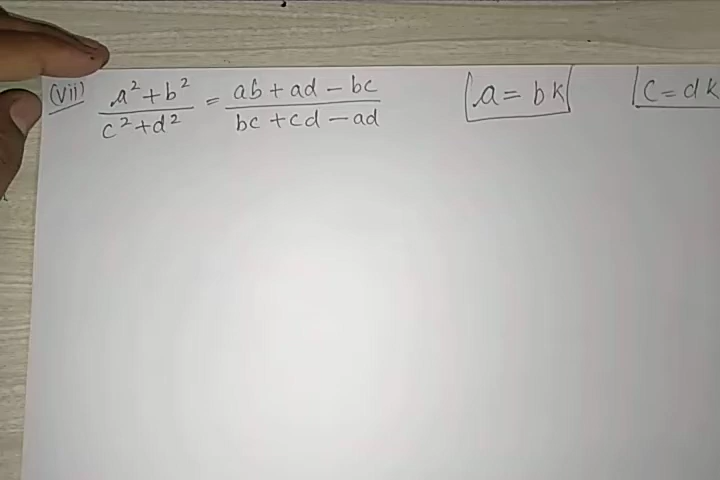 (vii) a²+b² / c²+d² = ab+ad−bc / bc+cd−ad a=bk c=dk